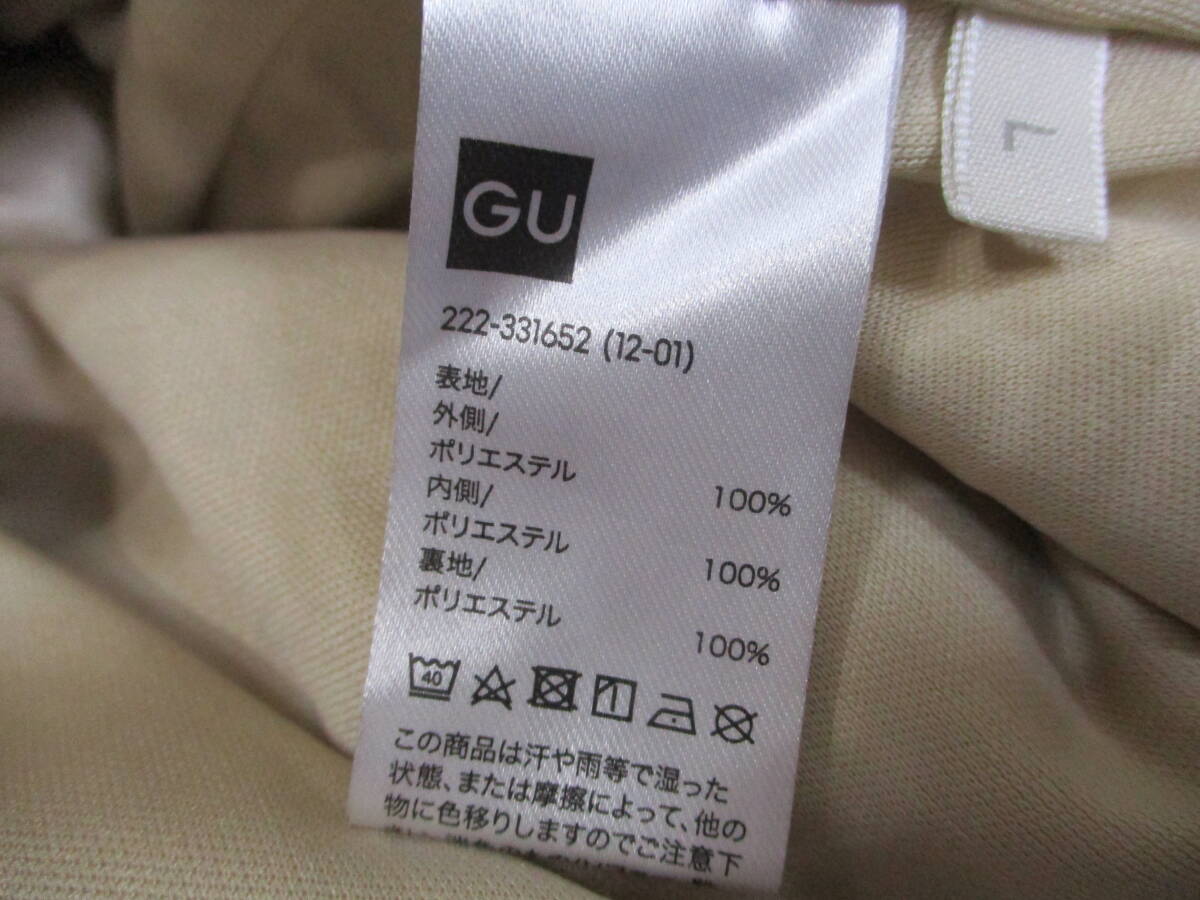 L
GU
222-331652 (12-01)
表地/
外側/
ポリエステル 100%
内側/
ポリエステル 100%
裏地/
ポリエステル 100%
40
この商品は汗や雨等で湿った
状態、または摩擦によって、他の
物に色移りしますのでご注意下